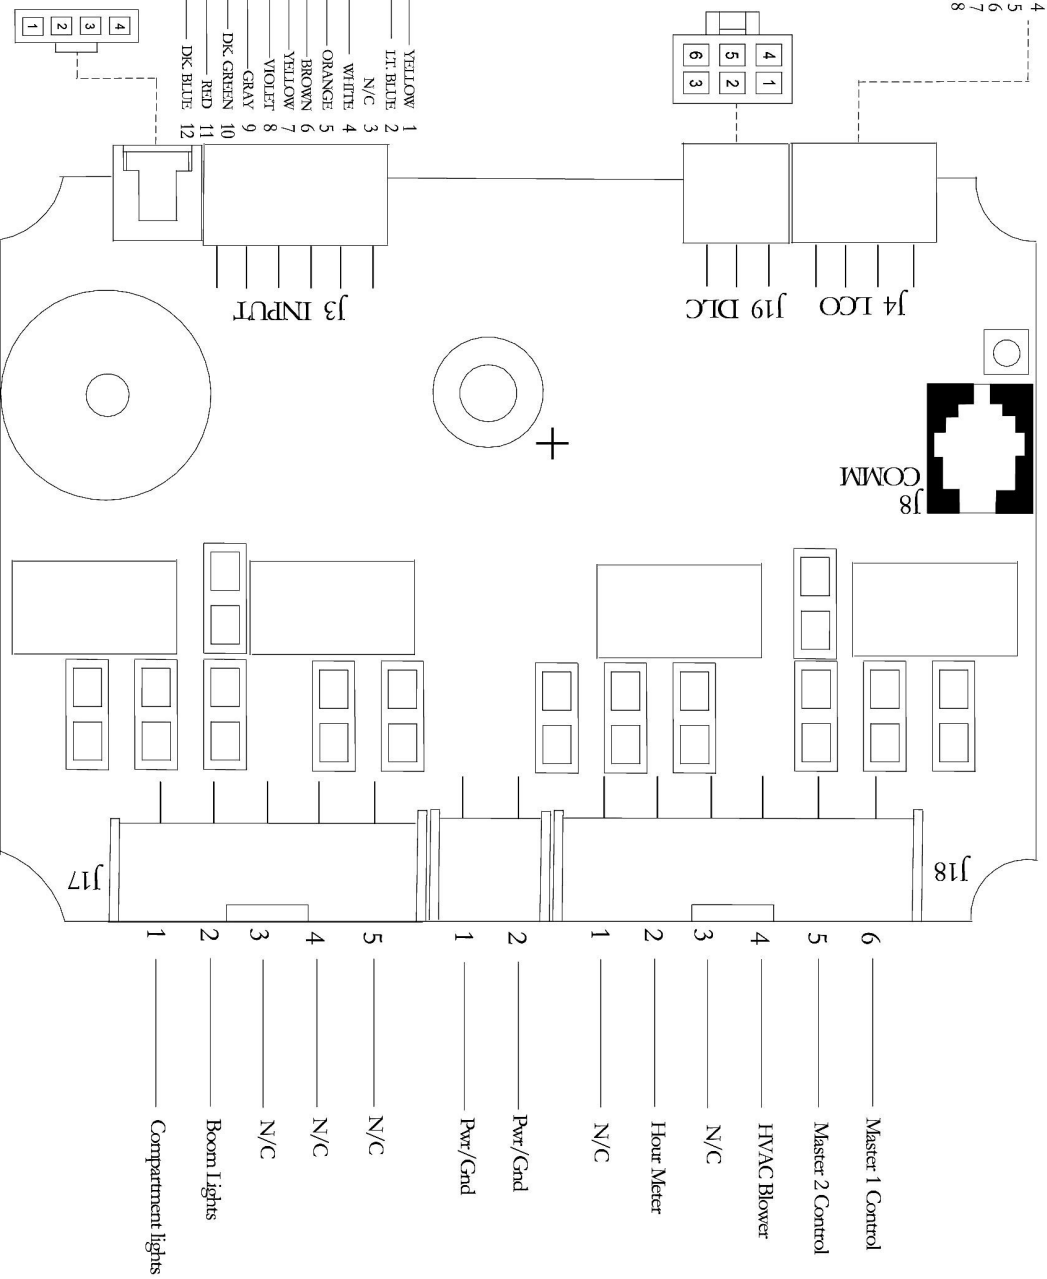 4
5
6
7
8
1 2 3 4
YELLOW 1
LT. BLUE 2
N/C 3
WHITE 4
ORANGE 5
BROWN 6
YELLOW 7
VIOLET 8
GRAY 9
DK. GREEN 10
RED 11
DK. BLUE 12
6 5 4
3 2 1
J3 INPUT
J19 DLC
J4 LCO
J8
COMM
J17
J18
1 Compartment lights
2 Boom Lights
3 N/C
4 N/C
5 N/C
1 Pwr/Gnd
2 Pwr/Gnd
1 N/C
2 Hour Meter
3 N/C
4 HVAC Blower
5 Master 2 Control
6 Master 1 Control